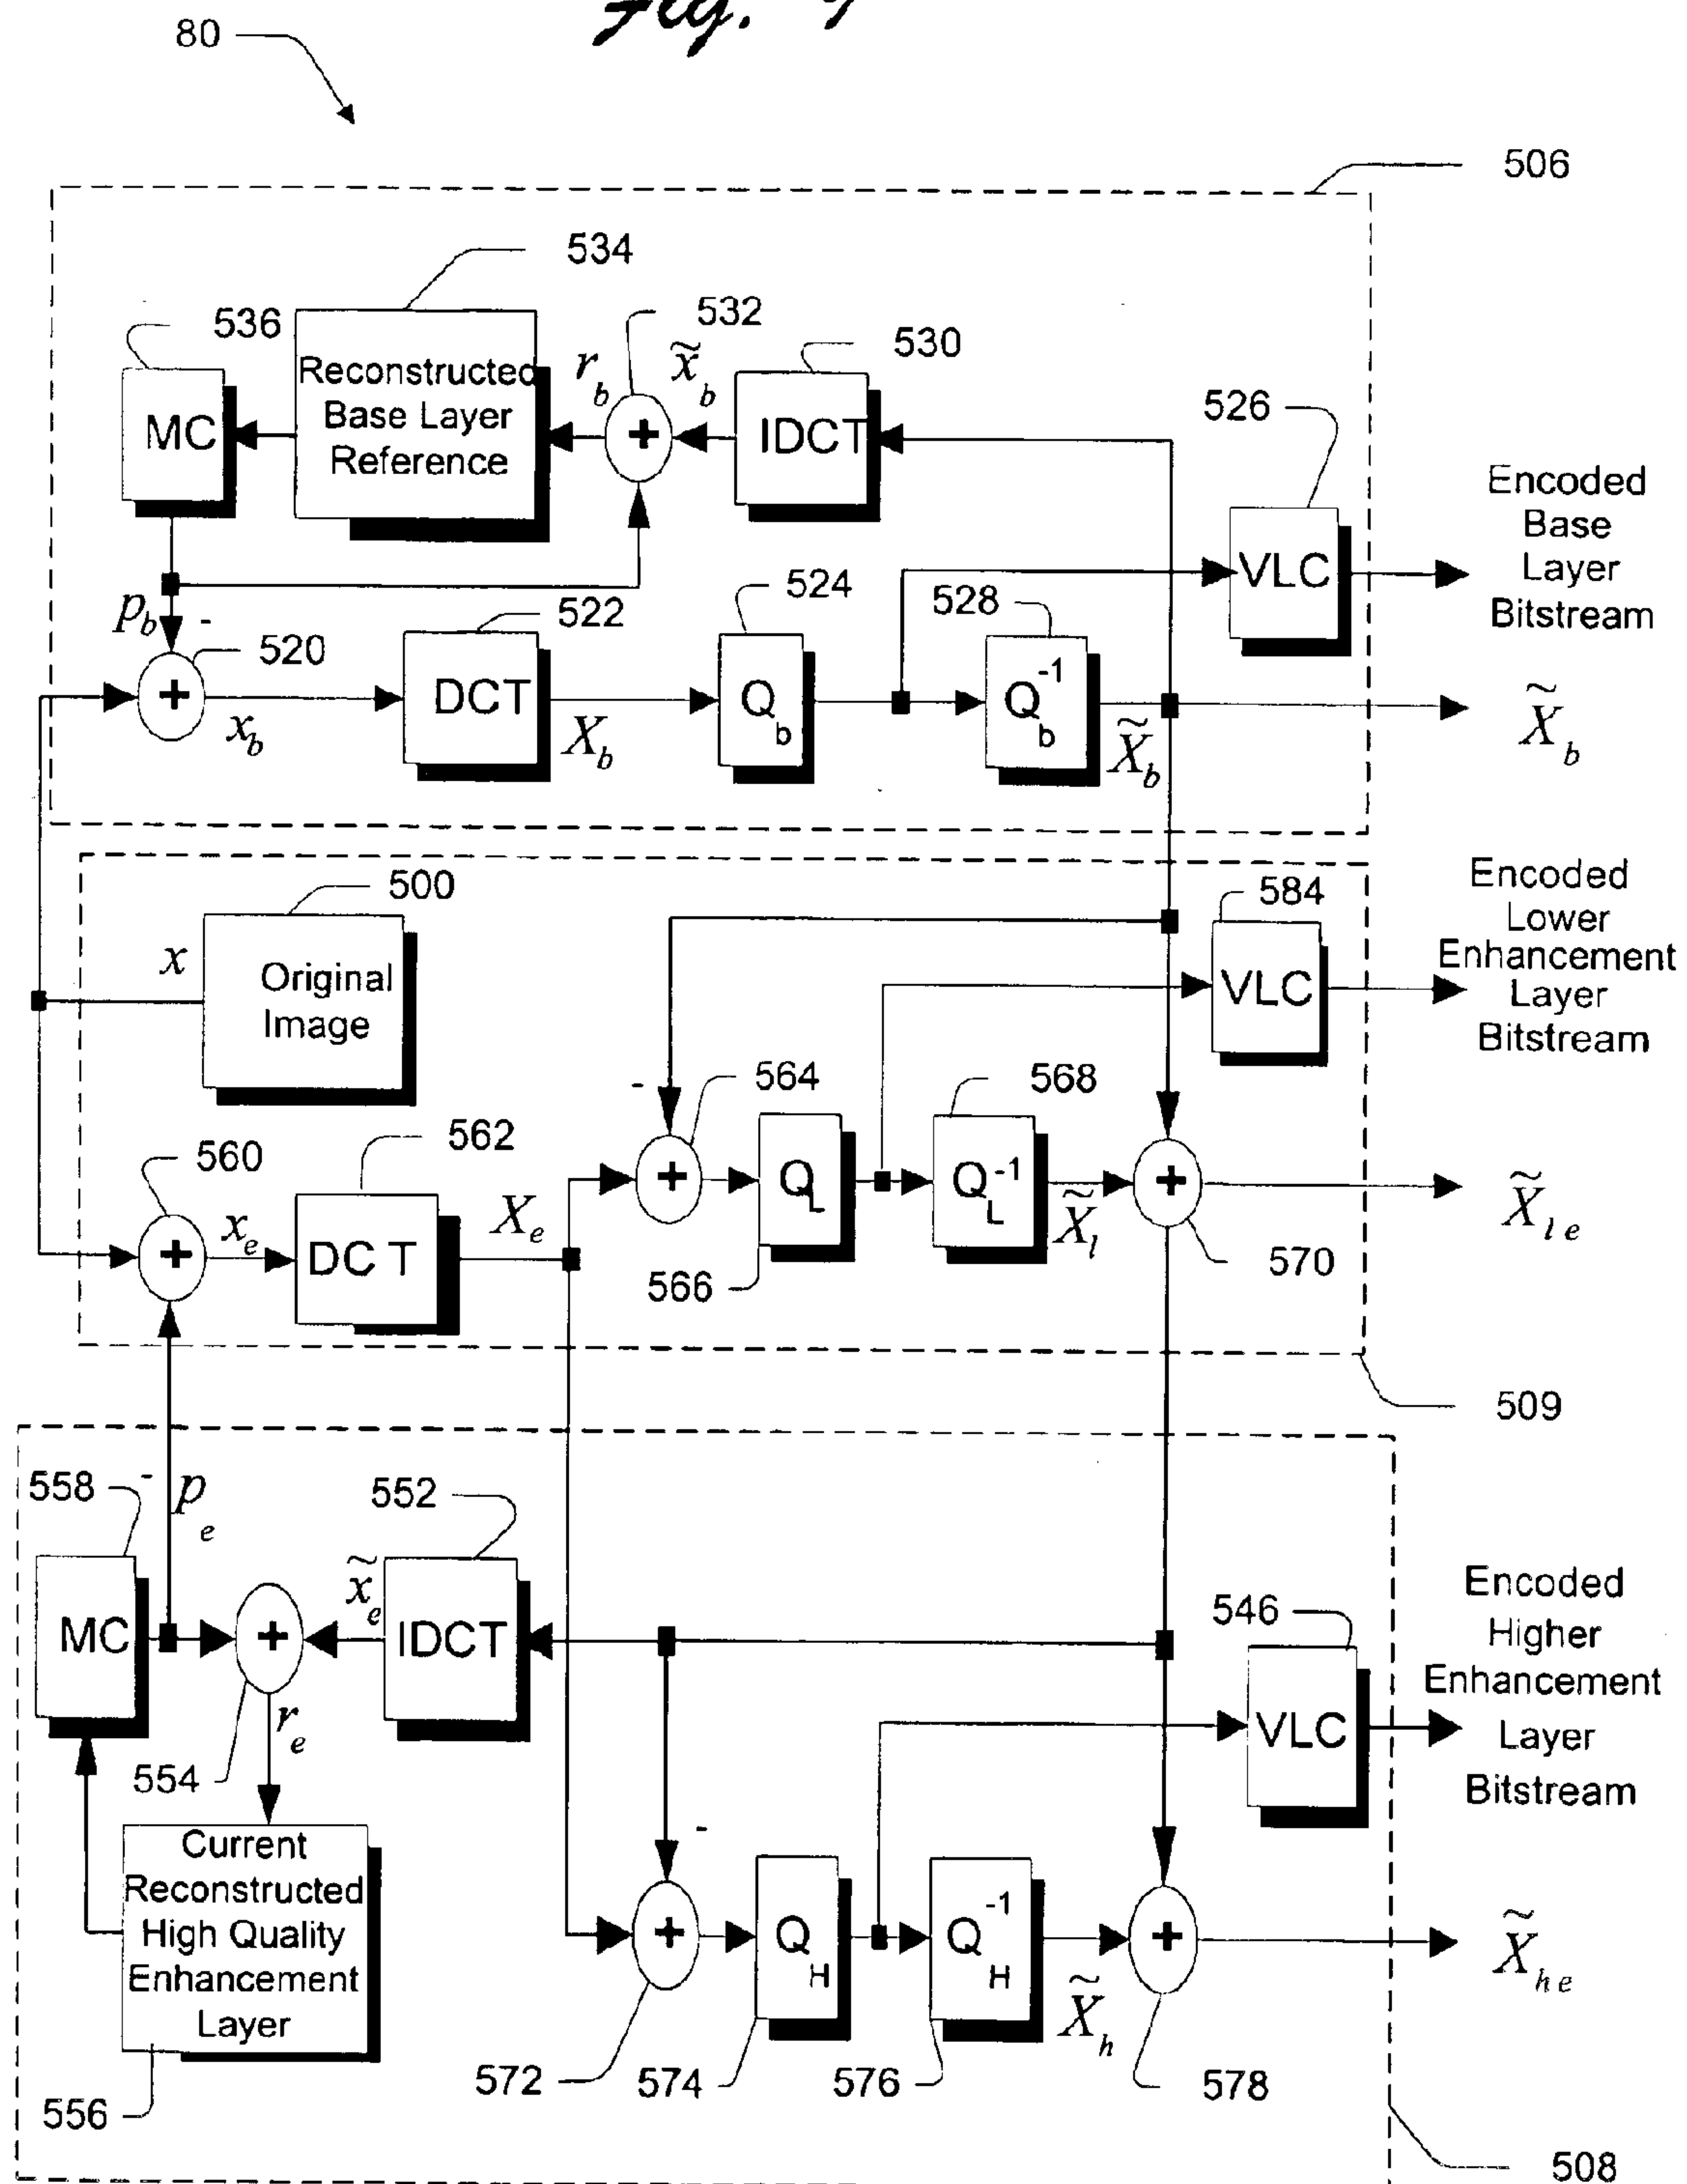 Fig.
80
506
534
536
532
530
526
Reconstructed
Base Layer
Reference
MC
r_b
+
x̃_b
IDCT
VLC
Encoded
Base
Layer
Bitstream
p_b
-
520
522
524
528
+
x_b
DCT
X_b
Q_b
Q_b^-1
X̃_b
X̃_b
500
x
Original
Image
584
VLC
Encoded
Lower
Enhancement
Layer
Bitstream
-
564
568
560
562
+
x_e
DC T
X_e
+
Q_L
Q_L^-1
X̃_l
+
X̃_le
566
570
509
558
-
p_e
552
MC
+
x̃_e
IDCT
546
VLC
Encoded
Higher
Enhancement
Layer
Bitstream
554
r_e
Current
Reconstructed
High Quality
Enhancement
Layer
-
+
Q_H
Q_H^-1
X̃_h
+
X̃_he
556
572
574
576
578
508